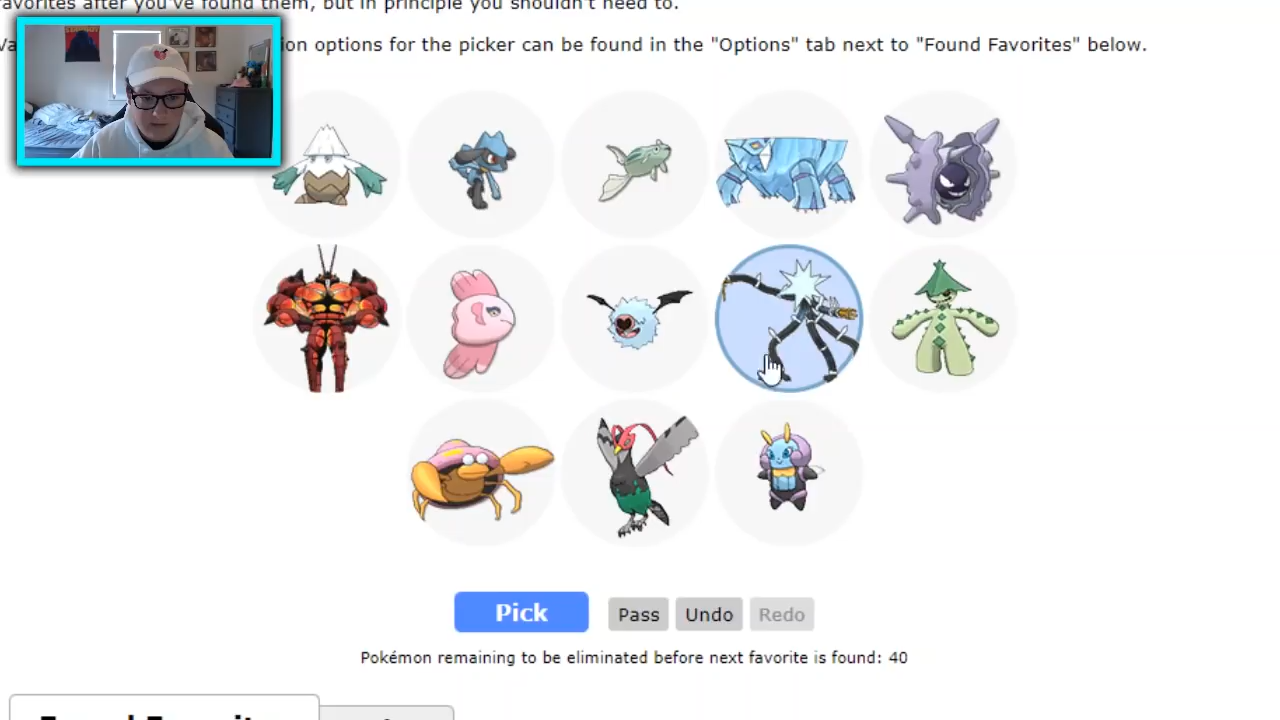 avorites after you've found them, but in principle you shouldn't need to.
ion options for the picker can be found in the "Options" tab next to "Found Favorites" below.
Pick
Pass
Undo
Redo
Pokémon remaining to be eliminated before next favorite is found: 40